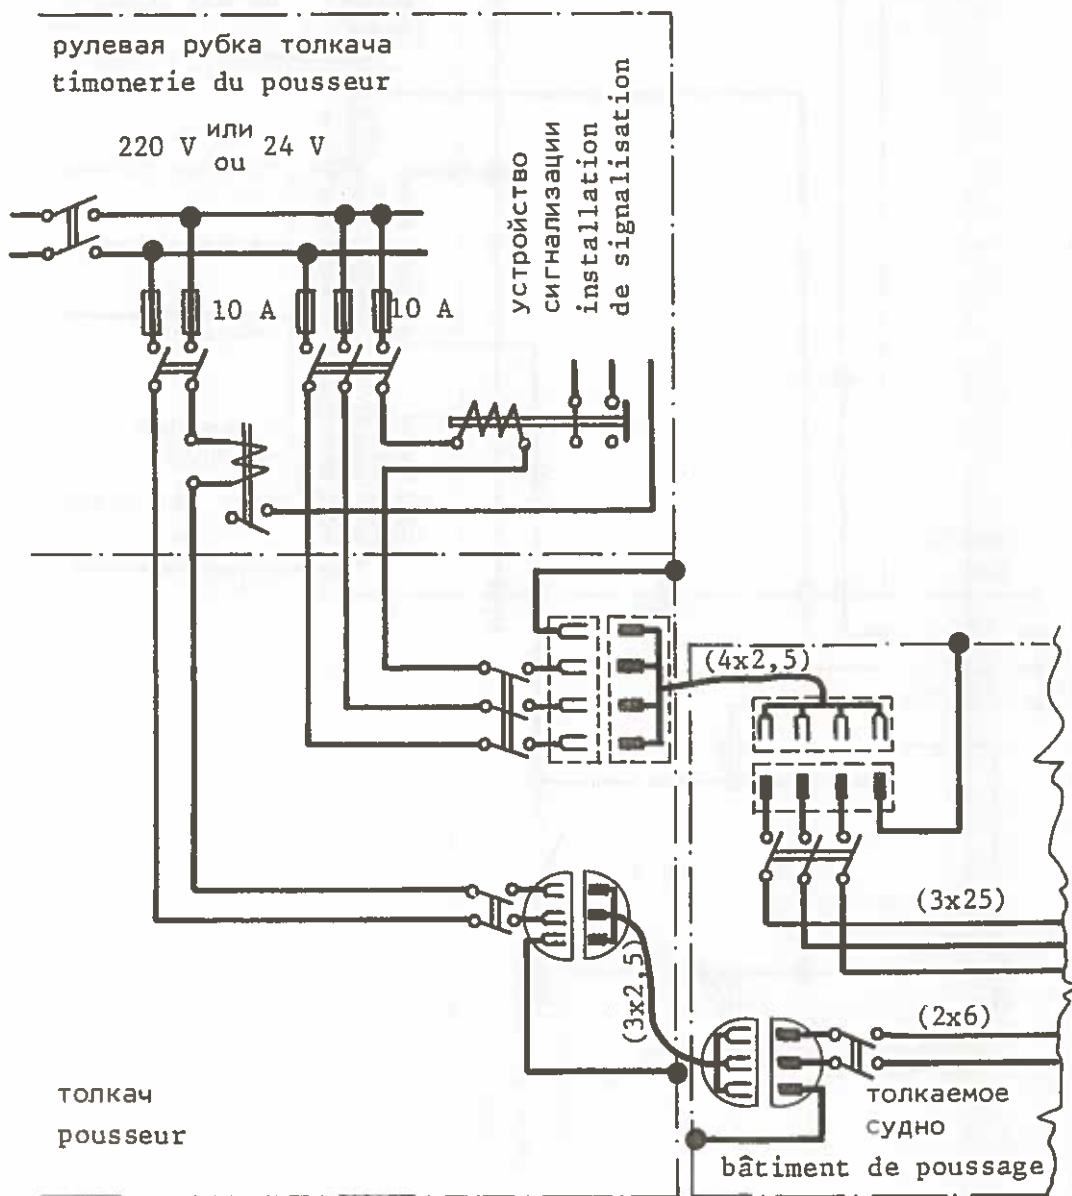 рулевая рубка толкача
timonerie du pousseur
220 V или ou 24 V
устройство
сигнализации
installation
de signalisation
10 A
10 A
(4x2,5)
(3x25)
(3x2,5)
(2x6)
толкач
pousseur
толкаемое
судно
bâtiment de poussage